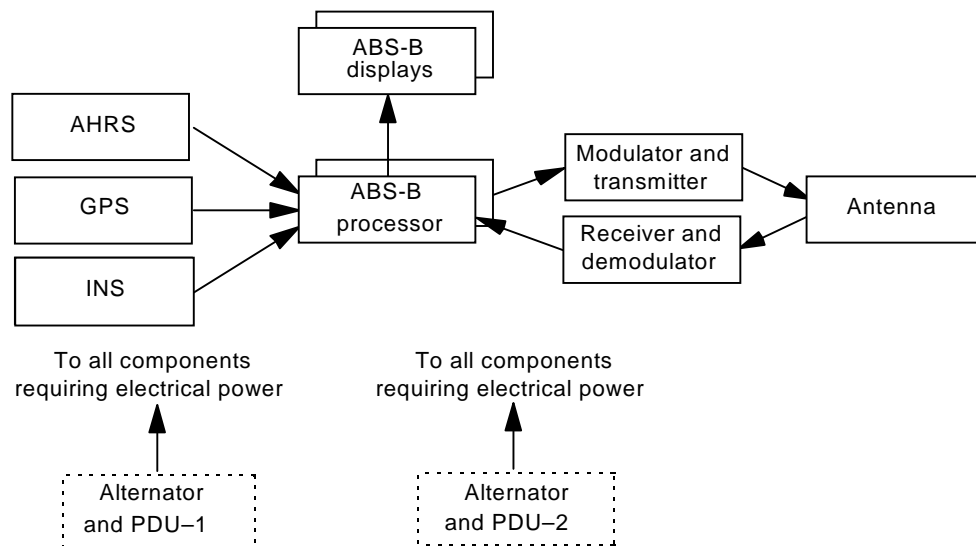 ABS-B
displays
AHRS
GPS
INS
ABS-B
processor
Modulator and
transmitter
Receiver and
demodulator
Antenna
To all components
requiring electrical power
To all components
requiring electrical power
Alternator
and PDU–1
Alternator
and PDU–2